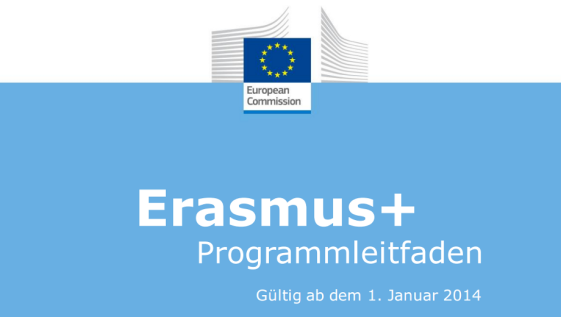 European
Commission
Erasmus+
Programmleitfaden
Gültig ab dem 1. Januar 2014